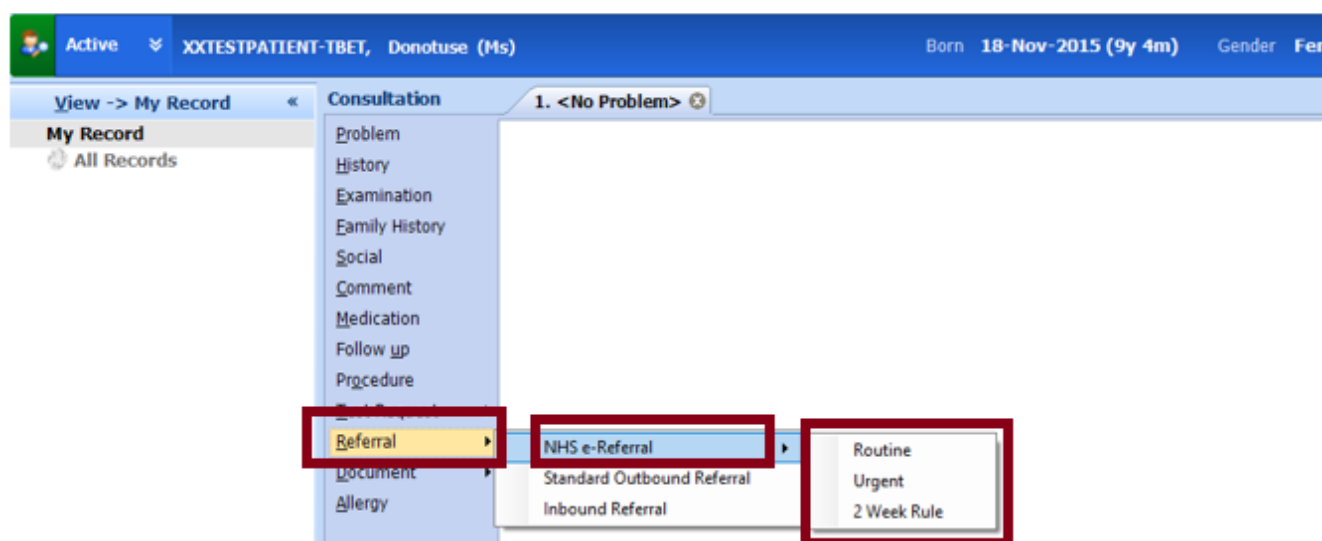 Active XXTESTPATIENT-TBET, Donotuse (Ms) Born 18-Nov-2015 (9y 4m) Gender Fer
View -> My Record « Consultation 1. <No Problem>
My Record
All Records
Problem
History
Examination
Family History
Social
Comment
Medication
Follow up
Procedure
Referral
Document
Allergy
NHS e-Referral
Standard Outbound Referral
Inbound Referral
Routine
Urgent
2 Week Rule